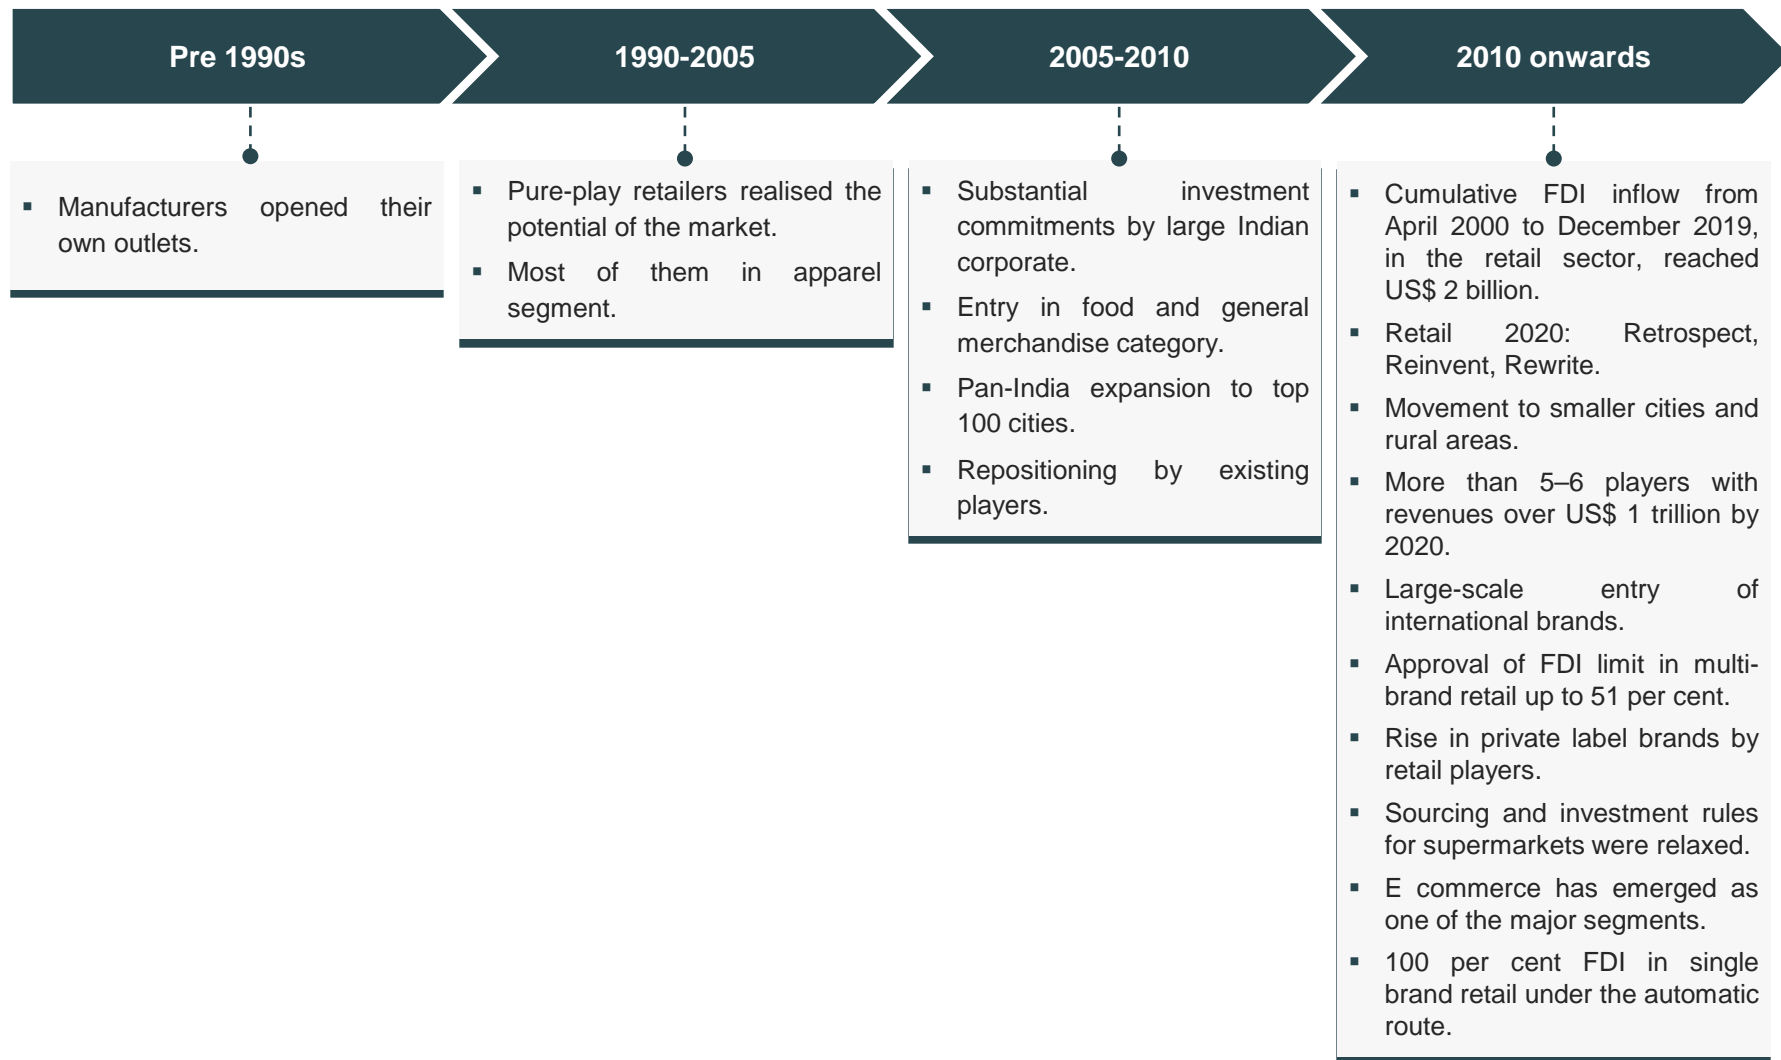 Pre 1990s
1990-2005
2005-2010
2010 onwards
▪ Manufacturers opened their
own outlets.
▪ Pure-play retailers realised the
potential of the market.
▪ Most of them in apparel
segment.
▪ Substantial investment
commitments by large Indian
corporate.
▪ Entry in food and general
merchandise category.
▪ Pan-India expansion to top
100 cities.
▪ Repositioning by existing
players.
▪ Cumulative FDI inflow from
April 2000 to December 2019,
in the retail sector, reached
US$ 2 billion.
▪ Retail 2020: Retrospect,
Reinvent, Rewrite.
▪ Movement to smaller cities and
rural areas.
▪ More than 5–6 players with
revenues over US$ 1 trillion by
2020.
▪ Large-scale entry of
international brands.
▪ Approval of FDI limit in multi-
brand retail up to 51 per cent.
▪ Rise in private label brands by
retail players.
▪ Sourcing and investment rules
for supermarkets were relaxed.
▪ E commerce has emerged as
one of the major segments.
▪ 100 per cent FDI in single
brand retail under the automatic
route.